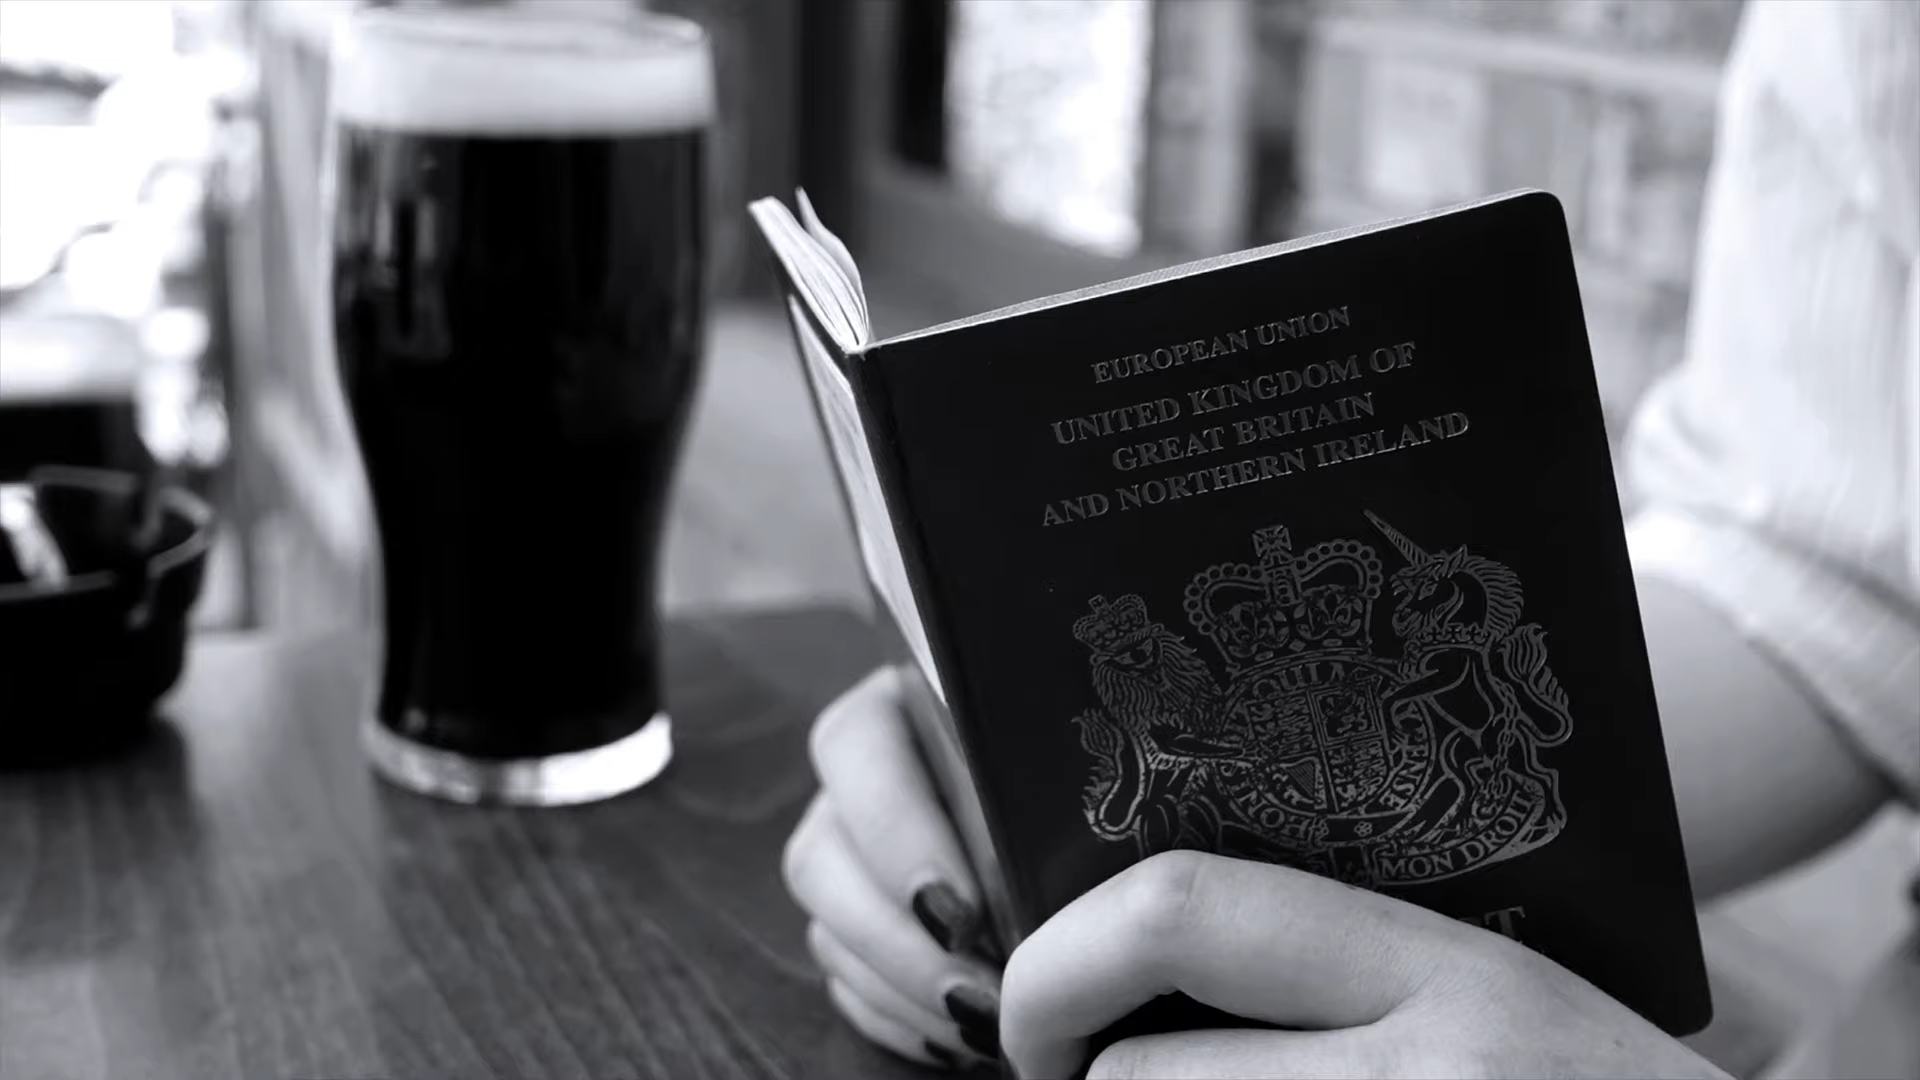 EUROPEAN UNION
UNITED KINGDOM OF
GREAT BRITAIN
AND NORTHERN IRELAND
MON DROIT